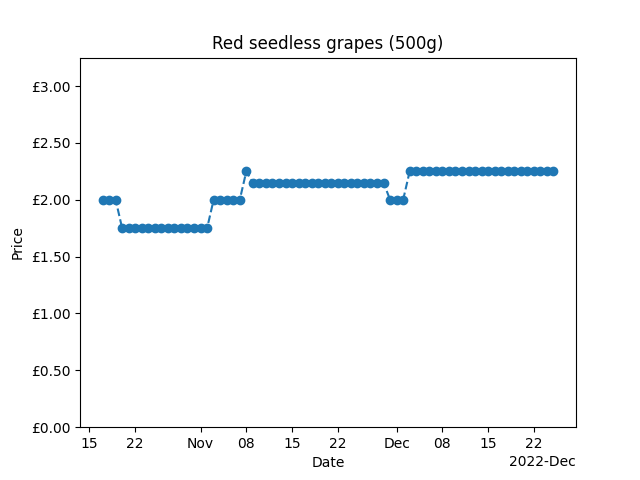 Red seedless grapes (500g)
£3.00
£2.50
£2.00
£1.50
£1.00
£0.50
£0.00
Price
15 22 Nov 08 15 22 Dec 08 15 22
Date
2022-Dec